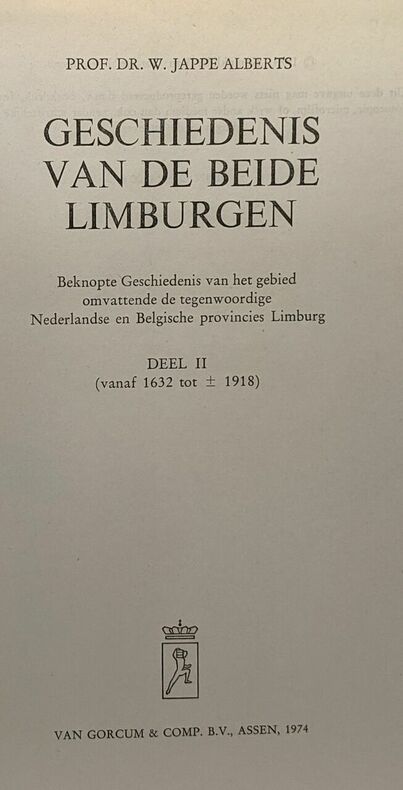 PROF. DR. W. JAPPE ALBERTS
GESCHIEDENIS
VAN DE BEIDE
LIMBURGEN
Beknopte Geschiedenis van het gebied
omvattende de tegenwoordige
Nederlandse en Belgische provincies Limburg
DEEL II
(vanaf 1632 tot ± 1918)
VAN GORCUM & COMP. B.V., ASSEN, 1974